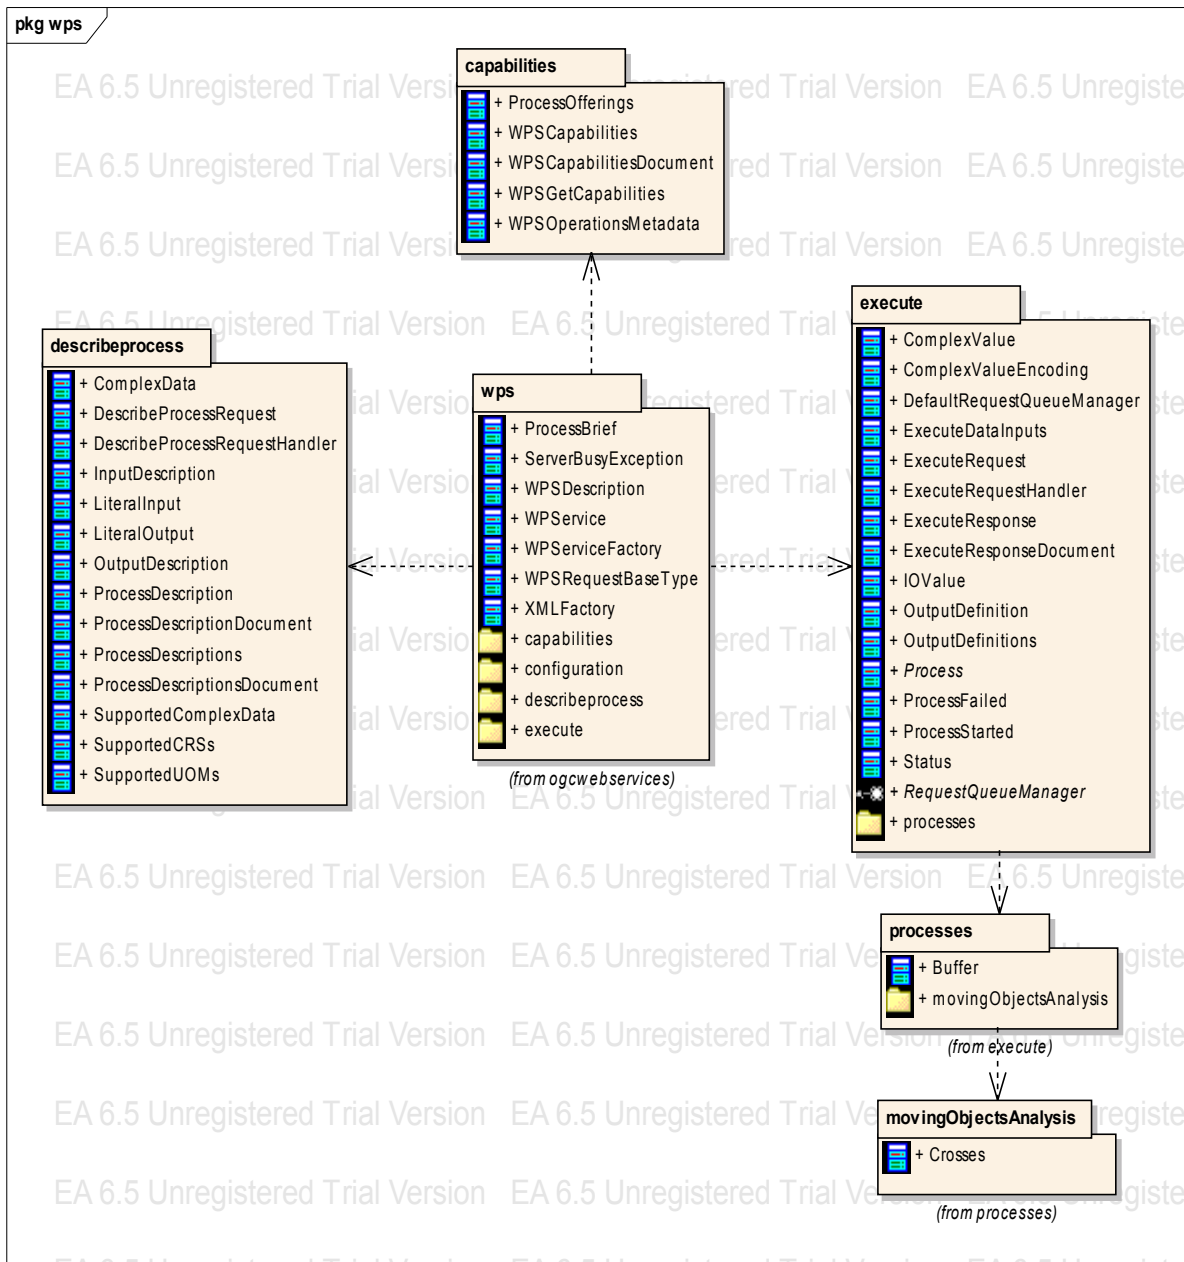 pkg wps
capabilities
+ ProcessOfferings
+ WPSCapabilities
+ WPSCapabilitiesDocument
+ WPSGetCapabilities
+ WPSOperationsMetadata
describeprocess
+ ComplexData
+ DescribeProcessRequest
+ DescribeProcessRequestHandler
+ InputDescription
+ LiteralInput
+ LiteralOutput
+ OutputDescription
+ ProcessDescription
+ ProcessDescriptionDocument
+ ProcessDescriptions
+ ProcessDescriptionsDocument
+ SupportedComplexData
+ SupportedCRSs
+ SupportedUOMs
wps
+ ProcessBrief
+ ServerBusyException
+ WPSDescription
+ WPService
+ WPServiceFactory
+ WPSRequestBaseType
+ XMLFactory
+ capabilities
+ configuration
+ describeprocess
+ execute
(from ogcwebservices)
execute
+ ComplexValue
+ ComplexValueEncoding
+ DefaultRequestQueueManager
+ ExecuteDataInputs
+ ExecuteRequest
+ ExecuteRequestHandler
+ ExecuteResponse
+ ExecuteResponseDocument
+ IOValue
+ OutputDefinition
+ OutputDefinitions
+ Process
+ ProcessFailed
+ ProcessStarted
+ Status
+ RequestQueueManager
+ processes
processes
+ Buffer
+ movingObjectsAnalysis
(from execute)
movingObjectsAnalysis
+ Crosses
(from processes)
EA 6.5 Unregistered Trial Version